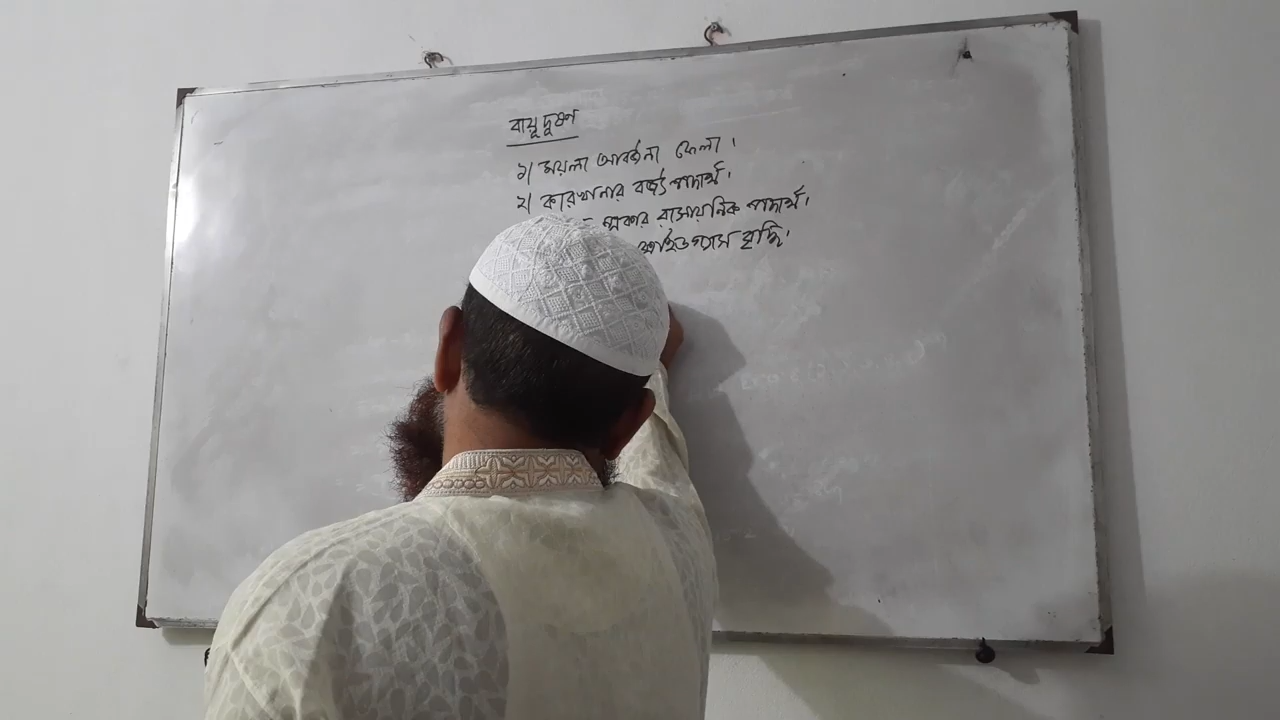 বায়ূ দূষণ
১। ময়লা আবর্জনা ফেলা।
২। কারখানার বর্জ্য পদার্থ।
প্রকার রাসায়নিক পদার্থ।
গ্যাস বৃদ্ধি।